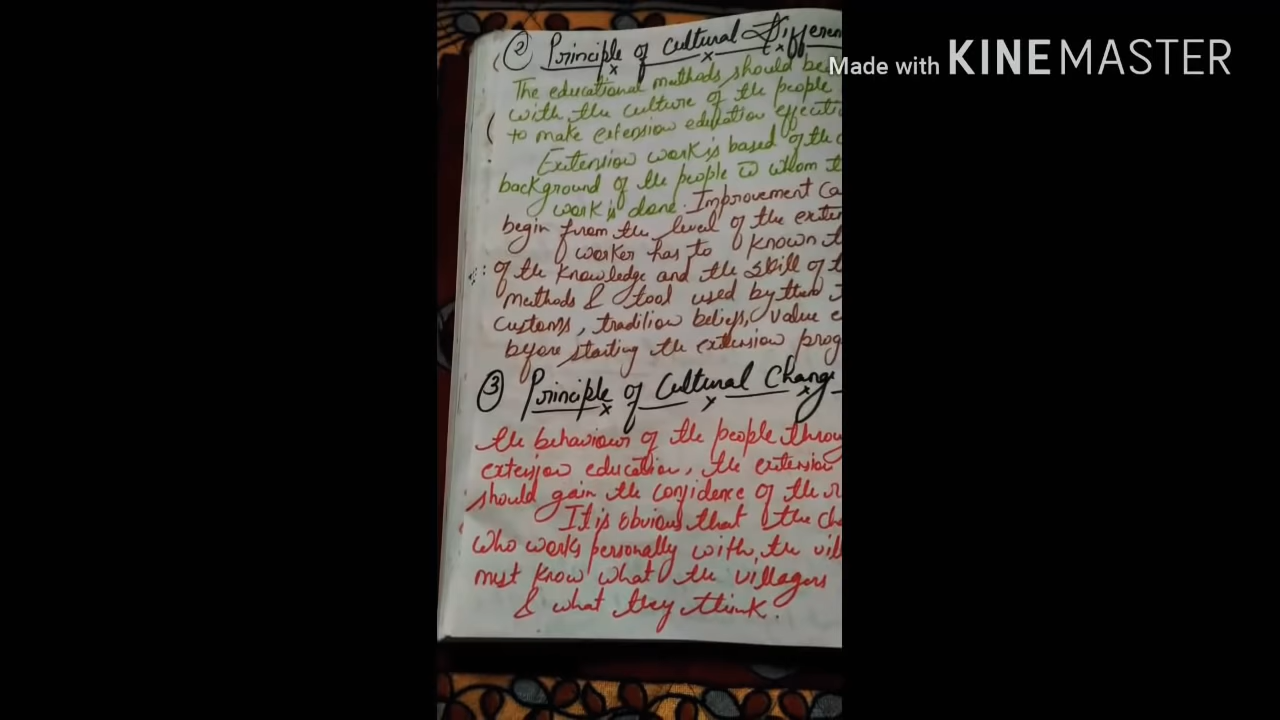 ② Principle of Cultural Differen
Made with KINEMASTER
The educational methods should be
with the culture of the people
to make extension education effecti
Extension work is based of the c
background of the people w̅ whom t
work is done. Improvement ca
begin from the level of the exten
worker has to known t
of the knowledge and the skill of t
methods & tool used by them t
customs, tradition beliefs, value e
before starting the extension prog
③ Principle of Cultural Change
the behaviour of the people throu
extension education, the extension
should gain the confidence of the r
It is obvious that the cha
who works personally with the vill
must know what the villagers
& what they think.